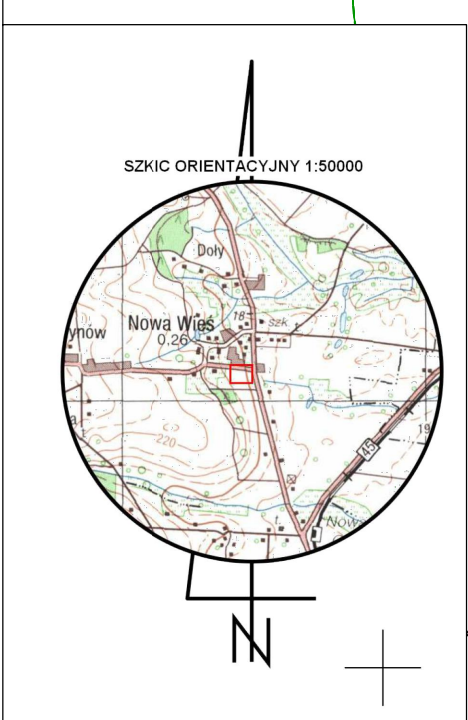 SZKIC ORIENTACYJNY 1:50000
Doły
18
szk.
ynów
Nowa Wieś
0.26
t.
a
220
45
19
t.
Now
N